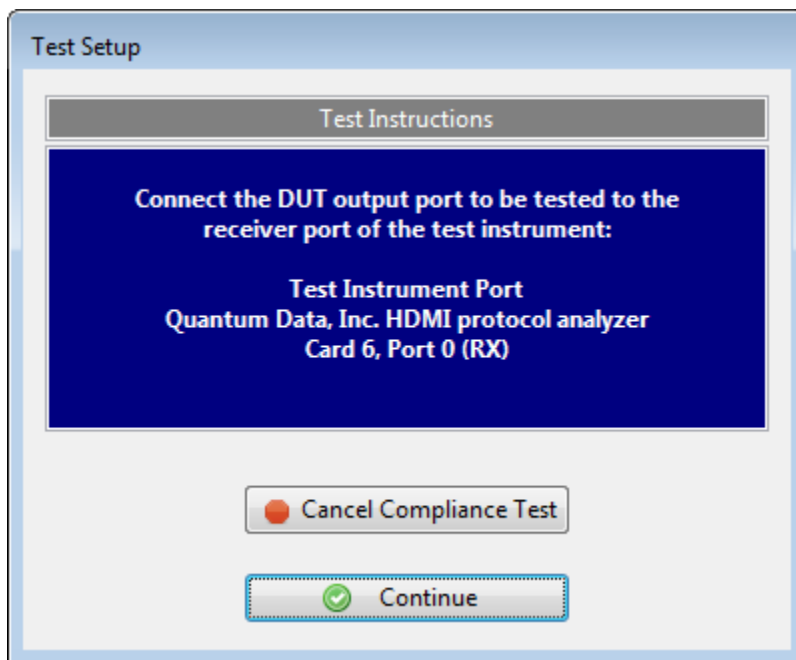 Test Setup
Test Instructions
Connect the DUT output port to be tested to the
receiver port of the test instrument:
Test Instrument Port
Quantum Data, Inc. HDMI protocol analyzer
Card 6, Port 0 (RX)
Cancel Compliance Test
Continue